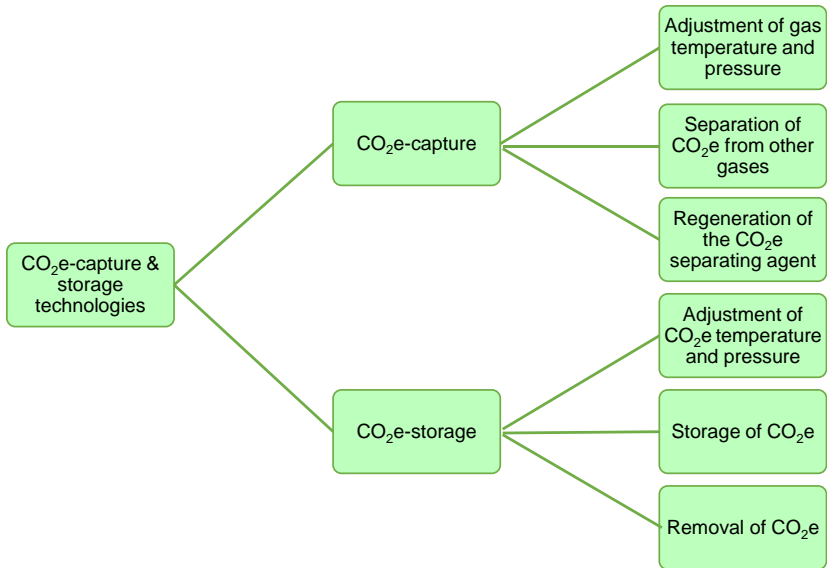 Adjustment of gas
temperature and
pressure
CO₂e-capture
Separation of
CO₂e from other
gases
Regeneration of
the CO₂e
separating agent
CO₂e-capture &
storage
technologies
Adjustment of
CO₂e temperature
and pressure
CO₂e-storage
Storage of CO₂e
Removal of CO₂e